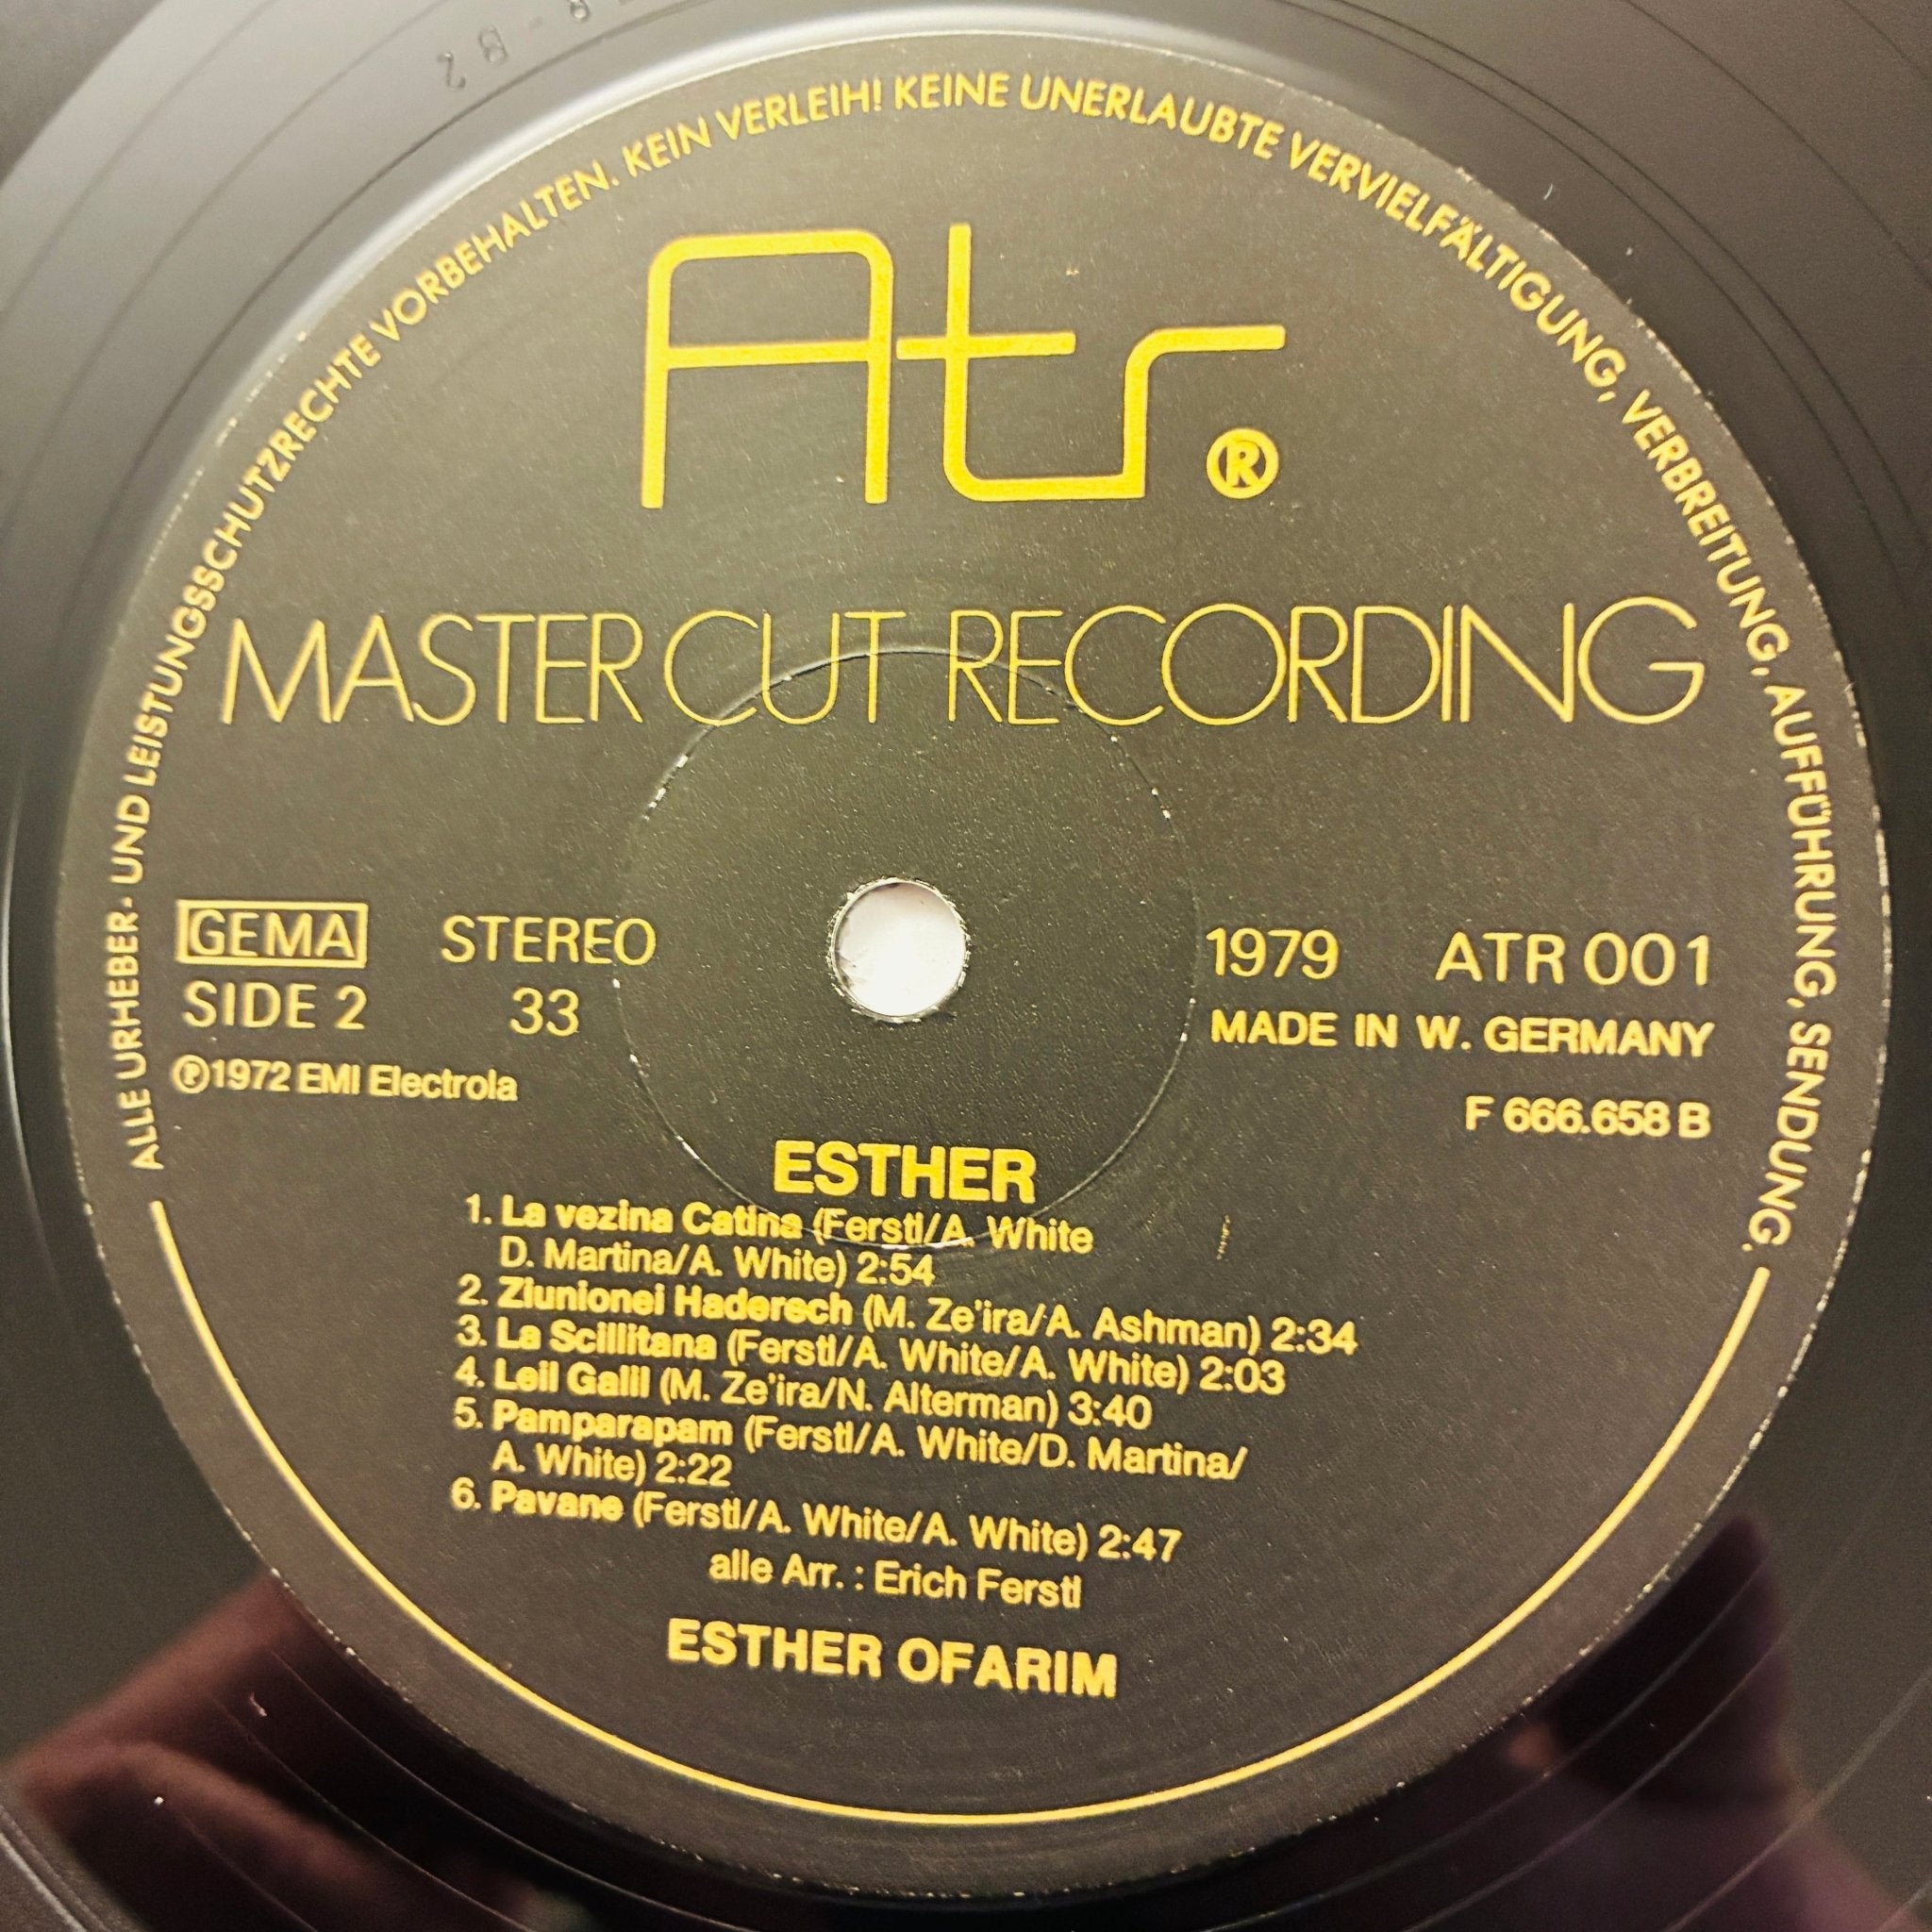 ALLE URHEBER- UND LEISTUNGSSCHUTZRECHTE VORBEHALTEN. KEIN VERLEIH! KEINE UNERLAUBTE VERVIELFÄLTIGUNG, VERBREITUNG, AUFFÜHRUNG, SENDUNG.
Atr®
MASTER CUT RECORDING
GEMA STEREO 1979 ATR 001
SIDE 2 33 MADE IN W. GERMANY
℗1972 EMI Electrola F 666.658 B
ESTHER
1. La vezina Catina (Ferstl/A. White
D. Martina/A. White) 2:54
2. Ziunionei Haderech (M. Ze'ira/A. Ashman) 2:34
3. La Scillitana (Ferstl/A. White/A. White) 2:03
4. Leil Galil (M. Ze'ira/N. Alterman) 3:40
5. Pamparapam (Ferstl/A. White/D. Martina/
A. White) 2:22
6. Pavane (Ferstl/A. White/A. White) 2:47
alle Arr. : Erich Ferstl
ESTHER OFARIM